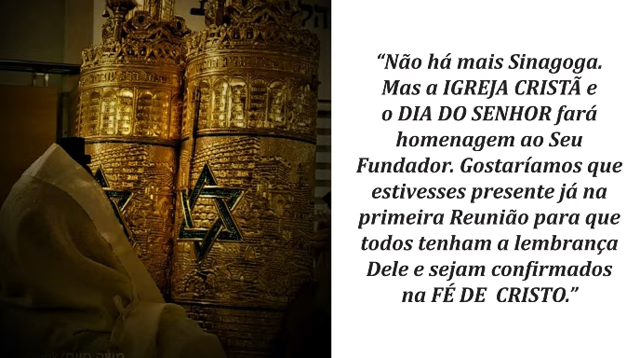 “Não há mais Sinagoga.
Mas a IGREJA CRISTÃ e
o DIA DO SENHOR fará
homenagem ao Seu
Fundador. Gostaríamos que
estivesses presente já na
primeira Reunião para que
todos tenham a lembrança
Dele e sejam confirmados
na FÉ DE CRISTO.”